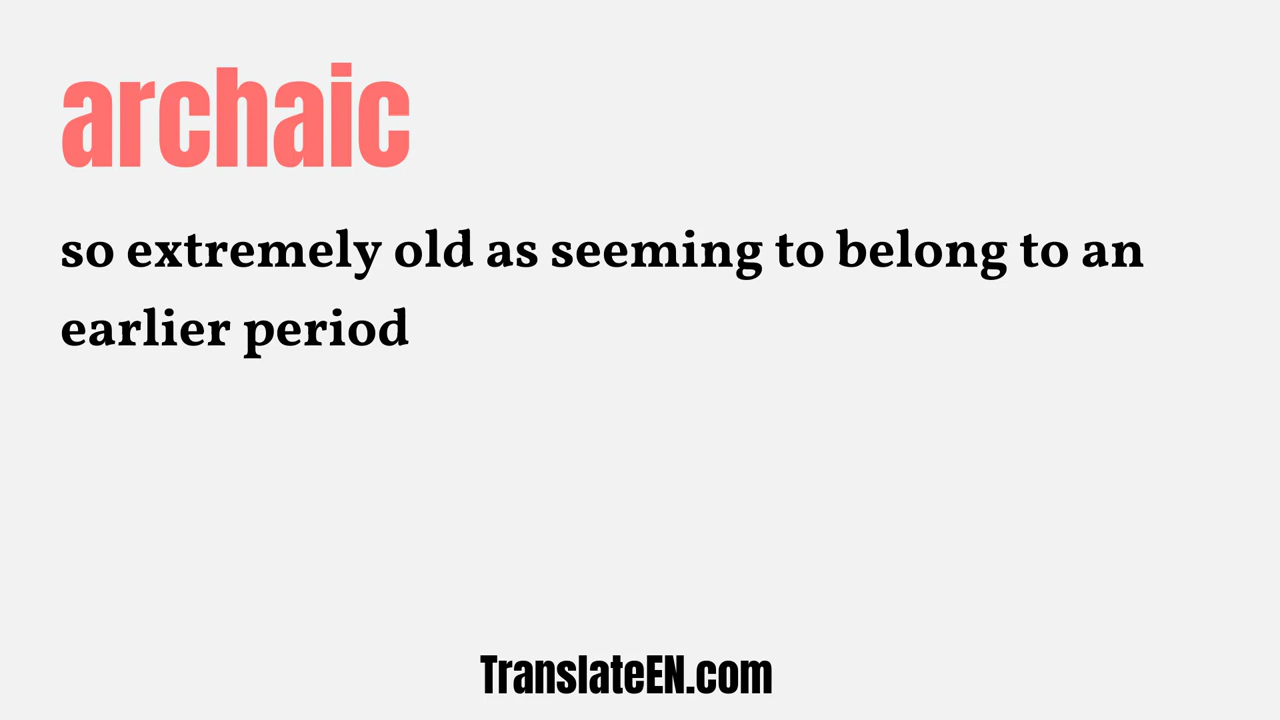 archaic
so extremely old as seeming to belong to an
earlier period
TranslateEN.com